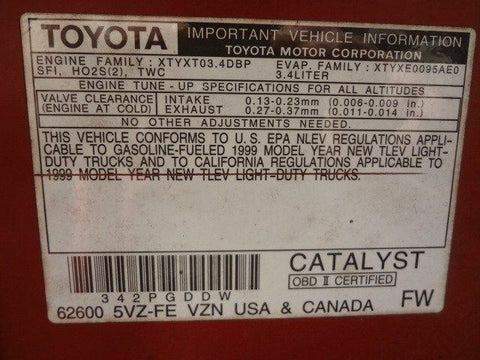 TOYOTA
IMPORTANT VEHICLE INFORMATION
TOYOTA MOTOR CORPORATION
ENGINE FAMILY : XTYXT03.4DBP EVAP. FAMILY : XTYXE0095AE0
SFI, HO2S(2), TWC 3.4LITER
ENGINE TUNE - UP SPECIFICATIONS FOR ALL ALTITUDES
VALVE CLEARANCE INTAKE 0.13-0.23mm (0.006-0.009 in.)
(ENGINE AT COLD) EXHAUST 0.27-0.37mm (0.011-0.014 in.)
NO OTHER ADJUSTMENTS NEEDED.
THIS VEHICLE CONFORMS TO U.S. EPA NLEV REGULATIONS APPLI-
CABLE TO GASOLINE-FUELED 1999 MODEL YEAR NEW TLEV LIGHT-
DUTY TRUCKS AND TO CALIFORNIA REGULATIONS APPLICABLE TO
1999 MODEL YEAR NEW TLEV LIGHT-DUTY TRUCKS.
342PGDDW
CATALYST
OBD II CERTIFIED
62600 5VZ-FE VZN USA & CANADA FW